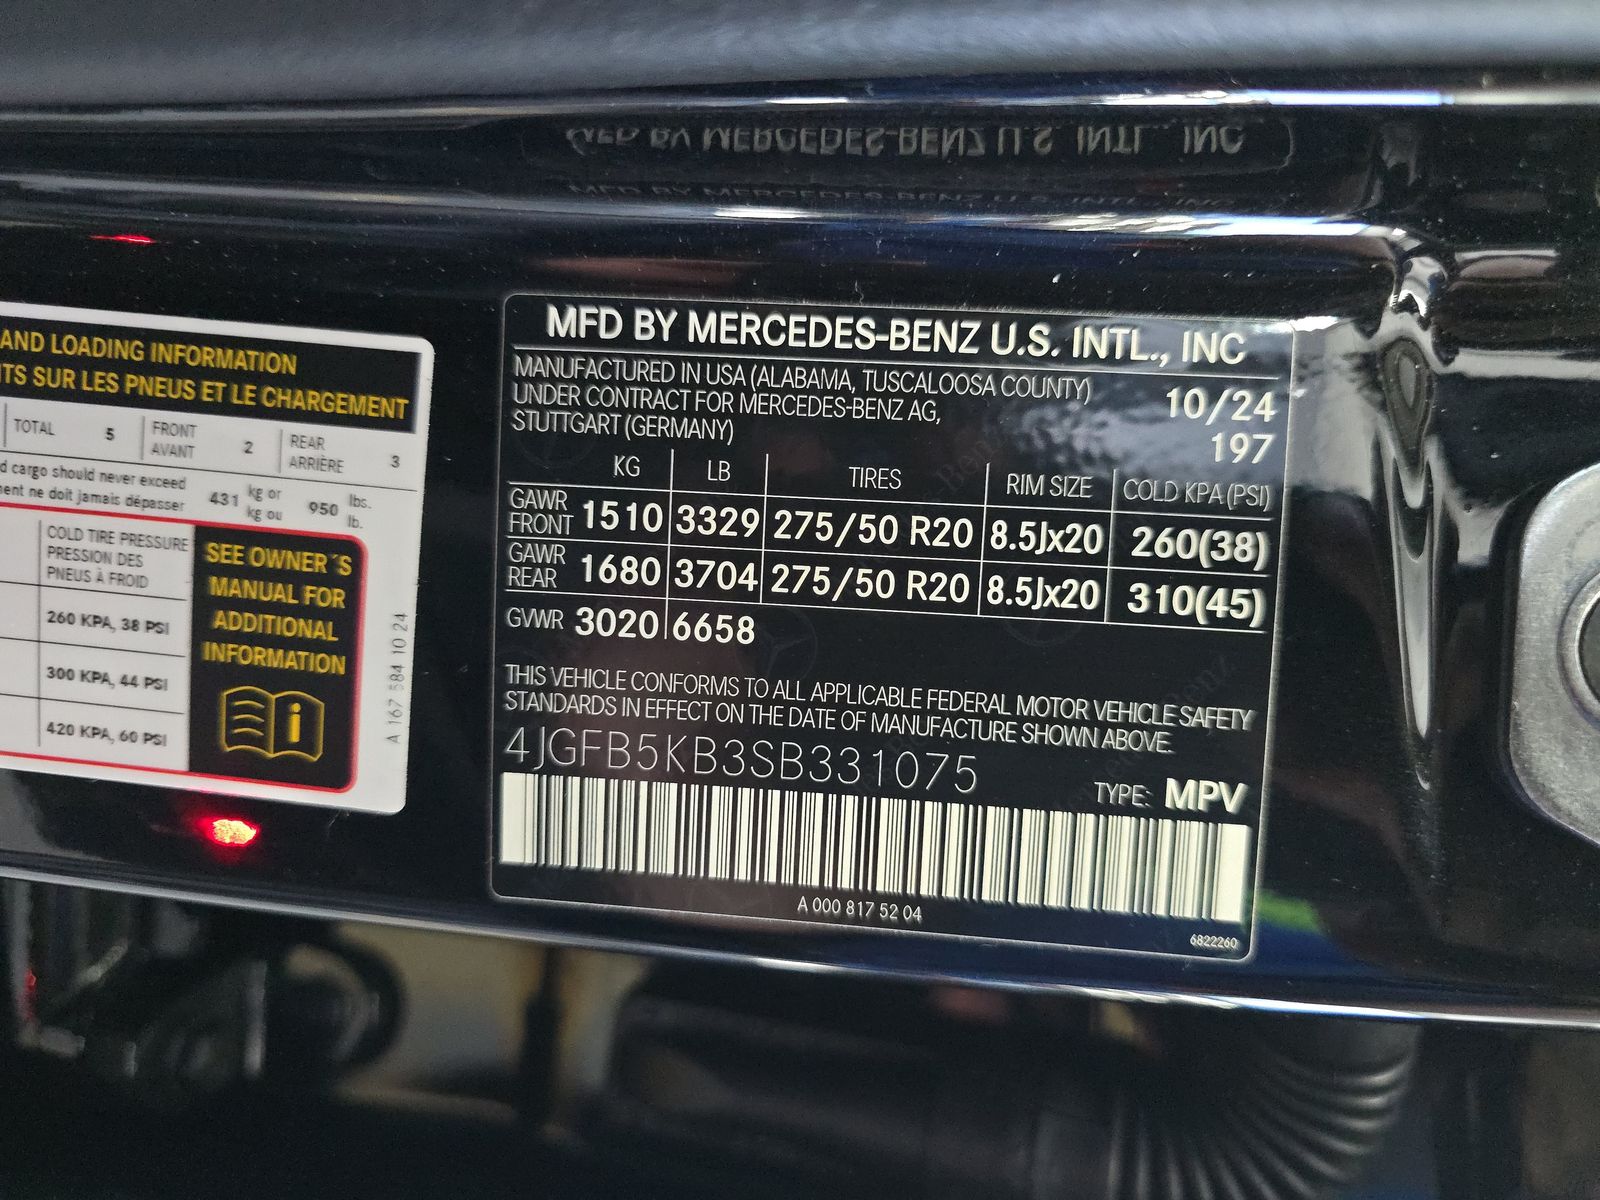 AND LOADING INFORMATION
TS SUR LES PNEUS ET LE CHARGEMENT
TOTAL 5 FRONT AVANT 2 REAR ARRIÈRE 3
cargo should never exceed
ne doit jamais dépasser
431 kg or kg ou 950 lbs. lb.
COLD TIRE PRESSURE
PRESSION DES
PNEUS À FROID
260 KPA, 38 PSI
300 KPA, 44 PSI
420 KPA, 60 PSI
SEE OWNER´S
MANUAL FOR
ADDITIONAL
INFORMATION
A 167 584 10 24
MFD BY MERCEDES-BENZ U.S. INTL., INC
MANUFACTURED IN USA (ALABAMA, TUSCALOOSA COUNTY)
UNDER CONTRACT FOR MERCEDES-BENZ AG,
STUTTGART (GERMANY)
10/24
197
KG LB TIRES RIM SIZE COLD KPA (PSI)
GAWR FRONT 1510 3329 275/50 R20 8.5Jx20 260(38)
GAWR REAR 1680 3704 275/50 R20 8.5Jx20 310(45)
GVWR 3020 6658
THIS VEHICLE CONFORMS TO ALL APPLICABLE FEDERAL MOTOR VEHICLE SAFETY
STANDARDS IN EFFECT ON THE DATE OF MANUFACTURE SHOWN ABOVE.
4JGFB5KB3SB331075
TYPE: MPV
A 000 817 52 04
6822260